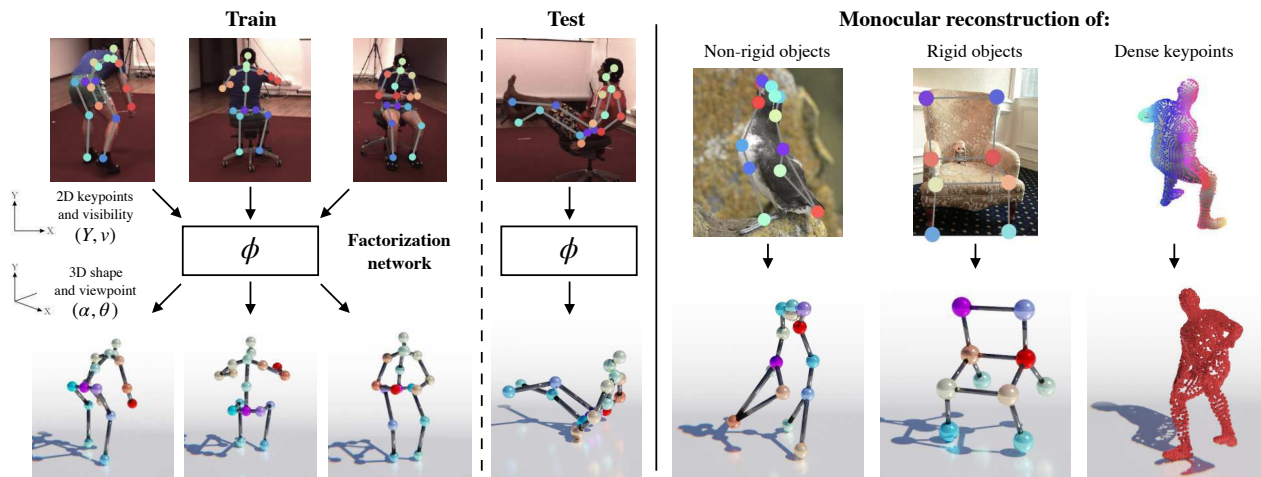 Train
Test
Monocular reconstruction of:
Non-rigid objects
Rigid objects
Dense keypoints
Y
X
2D keypoints
and visibility
(Y, v)
ϕ
Factorization
network
ϕ
Y
X
3D shape
and viewpoint
(α, θ)